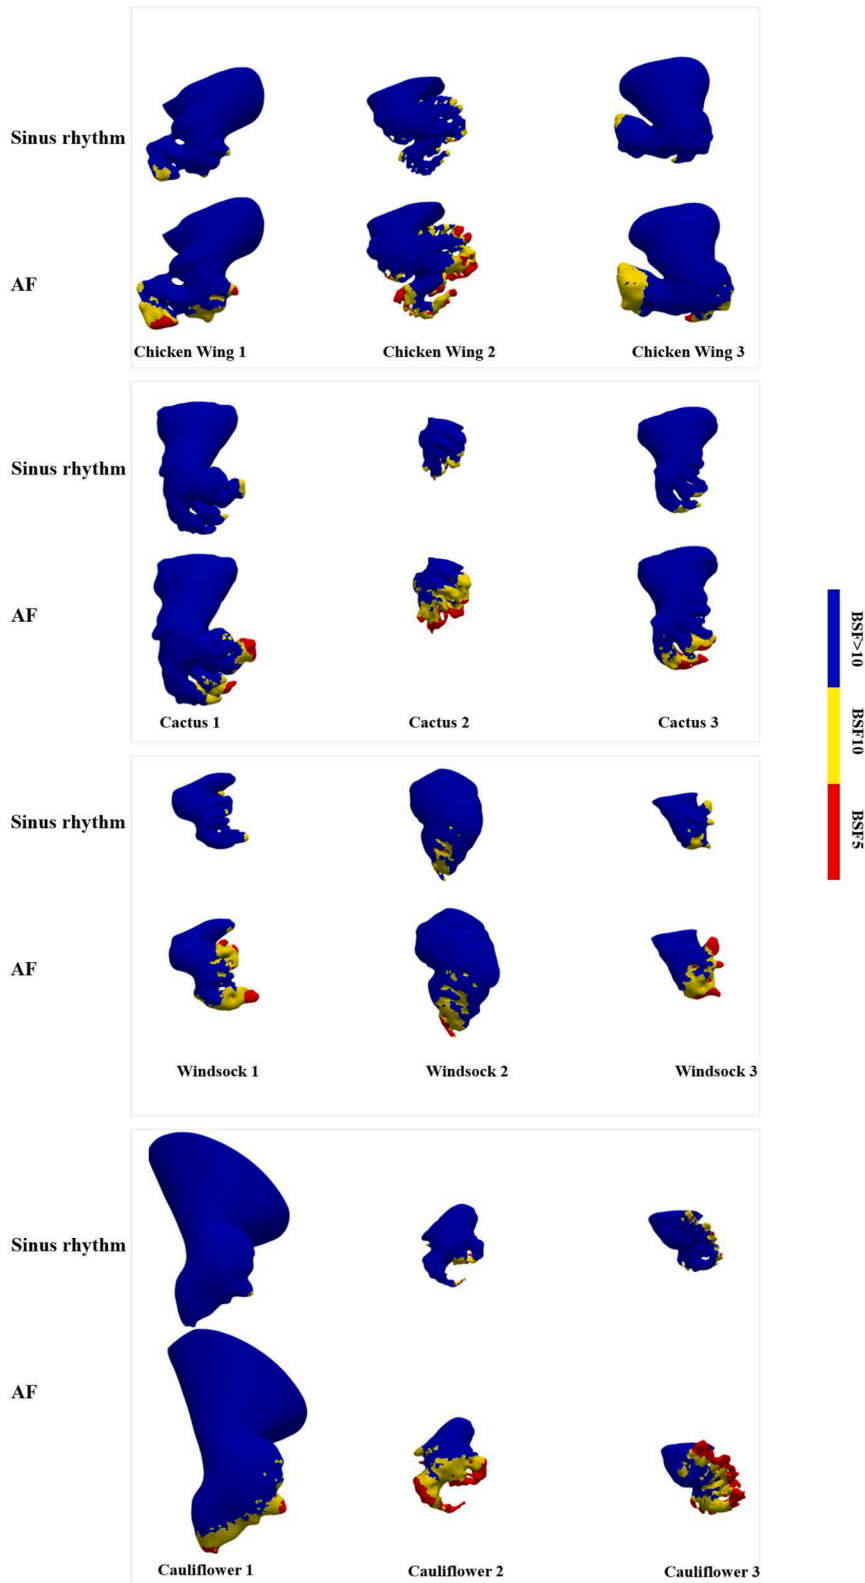 Sinus rhythm
AF
Chicken Wing 1
Chicken Wing 2
Chicken Wing 3
Sinus rhythm
AF
Cactus 1
Cactus 2
Cactus 3
BSF>10
BSF10
BSF5
Sinus rhythm
AF
Windsock 1
Windsock 2
Windsock 3
Sinus rhythm
AF
Cauliflower 1
Cauliflower 2
Cauliflower 3